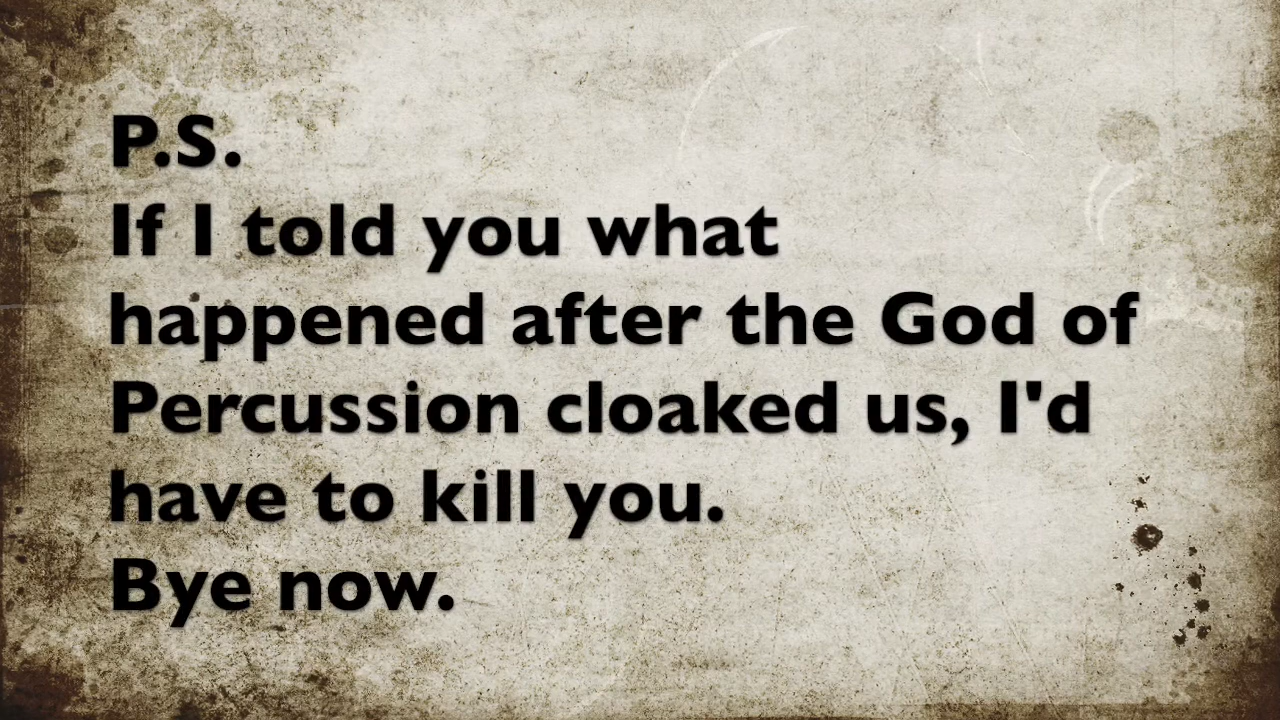 P.S.
If I told you what
happened after the God of
Percussion cloaked us, I'd
have to kill you.
Bye now.